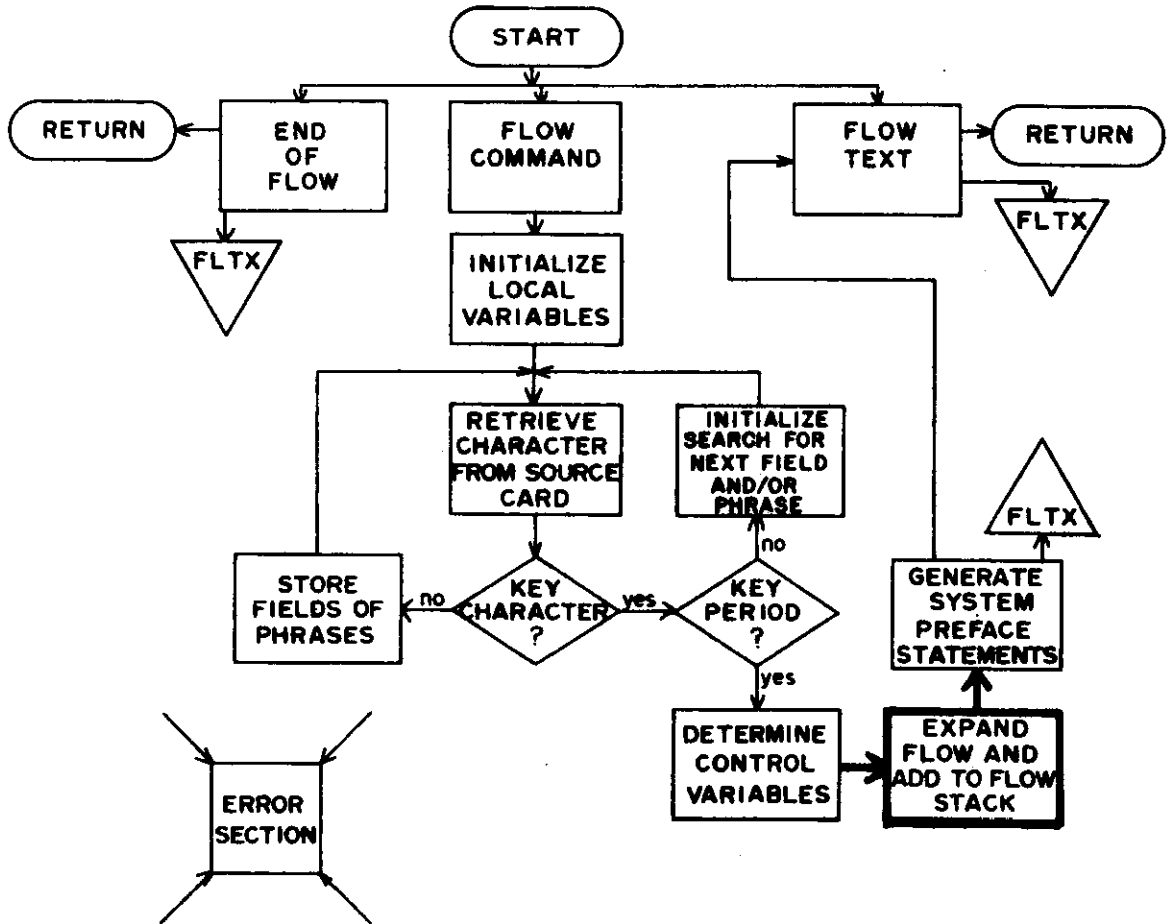 START
RETURN
END
OF
FLOW
FLOW
COMMAND
FLOW
TEXT
RETURN
FLTX
FLTX
INITIALIZE
LOCAL
VARIABLES
RETRIEVE
CHARACTER
FROM SOURCE
CARD
INITIALIZE
SEARCH FOR
NEXT FIELD
AND/OR
PHRASE
FLTX
STORE
FIELDS OF
PHRASES
no
KEY
CHARACTER
?
yes
KEY
PERIOD
?
no
yes
GENERATE
SYSTEM
PREFACE
STATEMENTS
DETERMINE
CONTROL
VARIABLES
EXPAND
FLOW AND
ADD TO FLOW
STACK
ERROR
SECTION